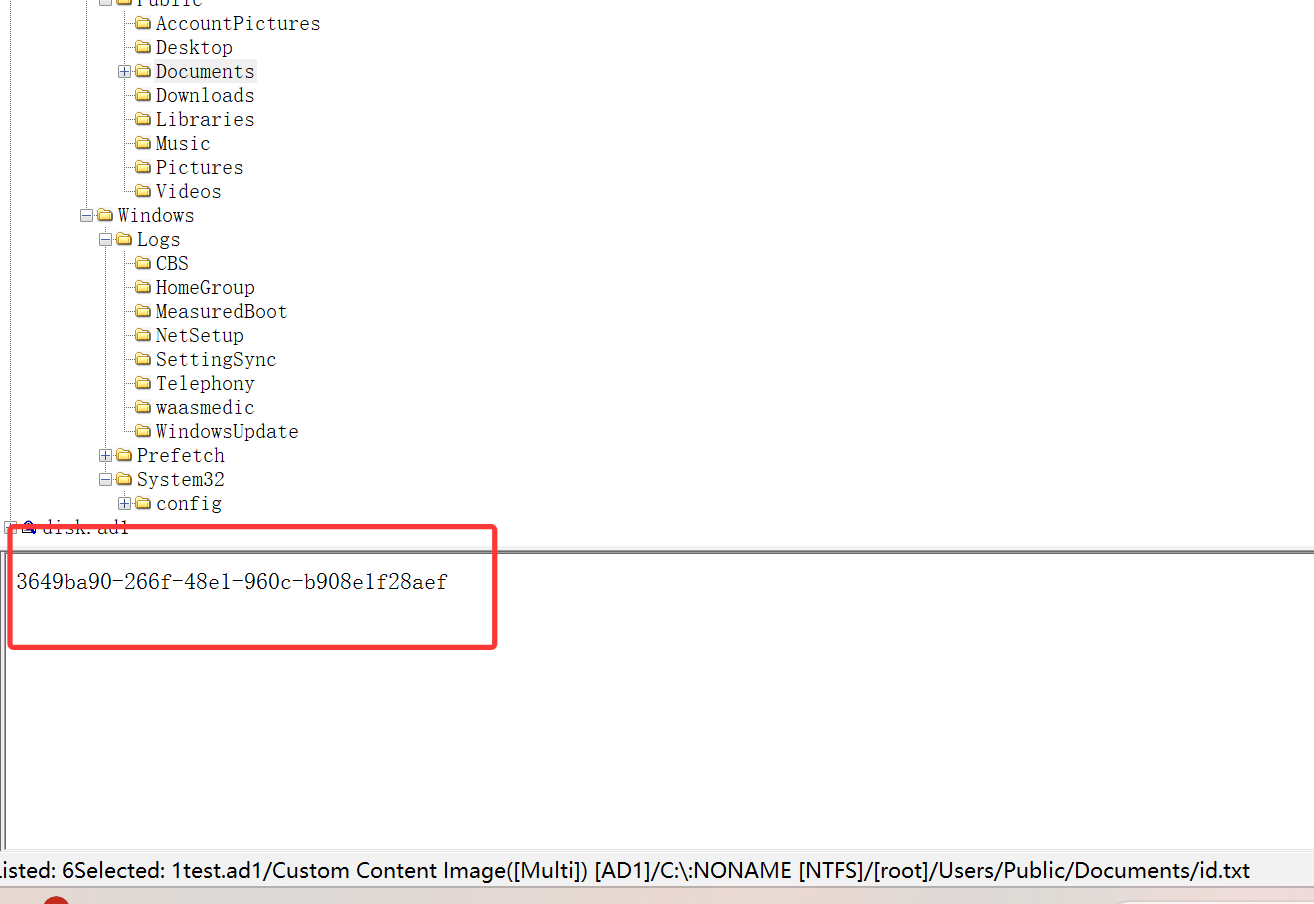 Public
AccountPictures
Desktop
Documents
Downloads
Libraries
Music
Pictures
Videos
Windows
Logs
CBS
HomeGroup
MeasuredBoot
NetSetup
SettingSync
Telephony
waasmedic
WindowsUpdate
Prefetch
System32
config
disk.ad1
3649ba90-266f-48e1-960c-b908e1f28aef
isted: 6Selected: 1test.ad1/Custom Content Image([Multi]) [AD1]/C:\:NONAME [NTFS]/[root]/Users/Public/Documents/id.txt